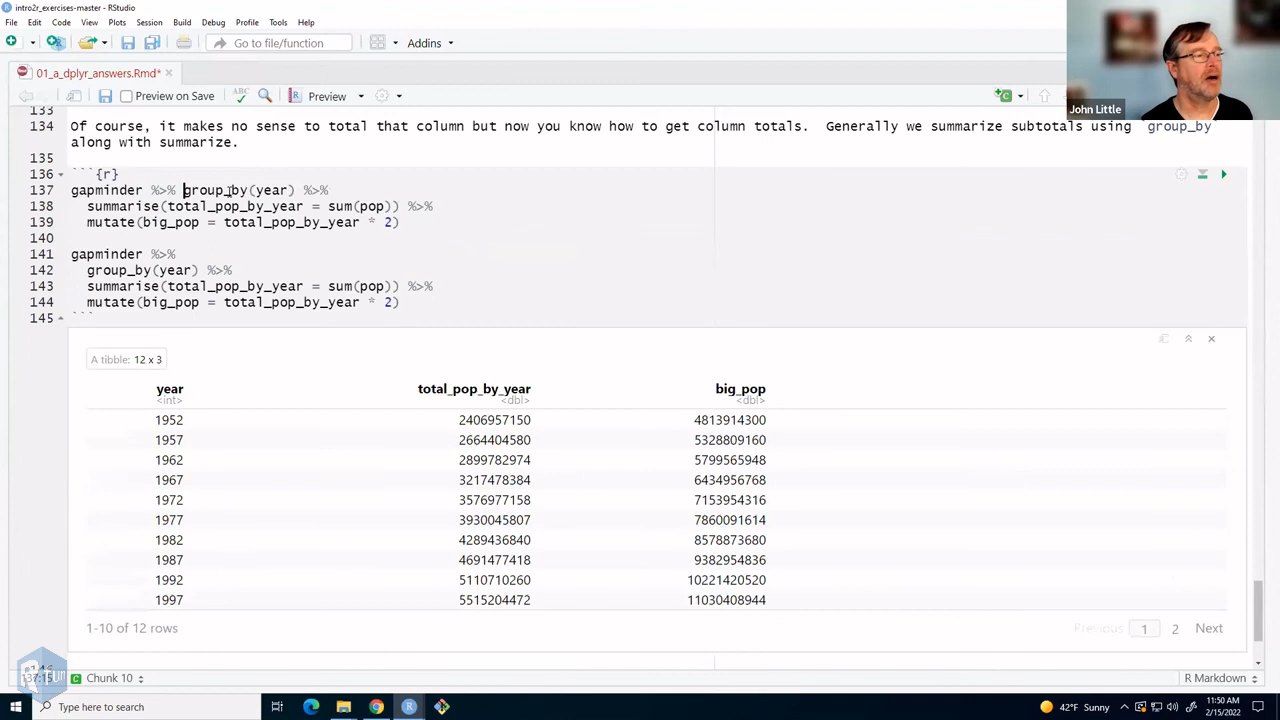 intro2r_exercises-master - RStudio
File Edit Code View Plots Session Build Debug Profile Tools Help
Go to file/function
Addins
01_a_dplyr_answers.Rmd*
Preview on Save
Preview
John Little
133
134 Of course, it makes no sense to total that column but now you know how to get column totals.  Generally we summarize subtotals using `group_by
along with summarize.
135
136 ```{r}
137 gapminder %>% group_by(year) %>%
138   summarise(total_pop_by_year = sum(pop)) %>%
139   mutate(big_pop = total_pop_by_year * 2)
140
141 gapminder %>%
142   group_by(year) %>%
143   summarise(total_pop_by_year = sum(pop)) %>%
144   mutate(big_pop = total_pop_by_year * 2)
145 ```
A tibble: 12 x 3
year total_pop_by_year big_pop
<int> <dbl> <dbl>
1952 2406957150 4813914300
1957 2664404580 5328809160
1962 2899782974 5799565948
1967 3217478384 6434956768
1972 3576977158 7153954316
1977 3930045807 7860091614
1982 4289436840 8578873680
1987 4691477418 9382954836
1992 5110710260 10221420520
1997 5515204472 11030408944
1-10 of 12 rows
Previous 1 2 Next
137:15 Chunk 10 R Markdown
Type here to search
42°F Sunny
11:50 AM
2/15/2022